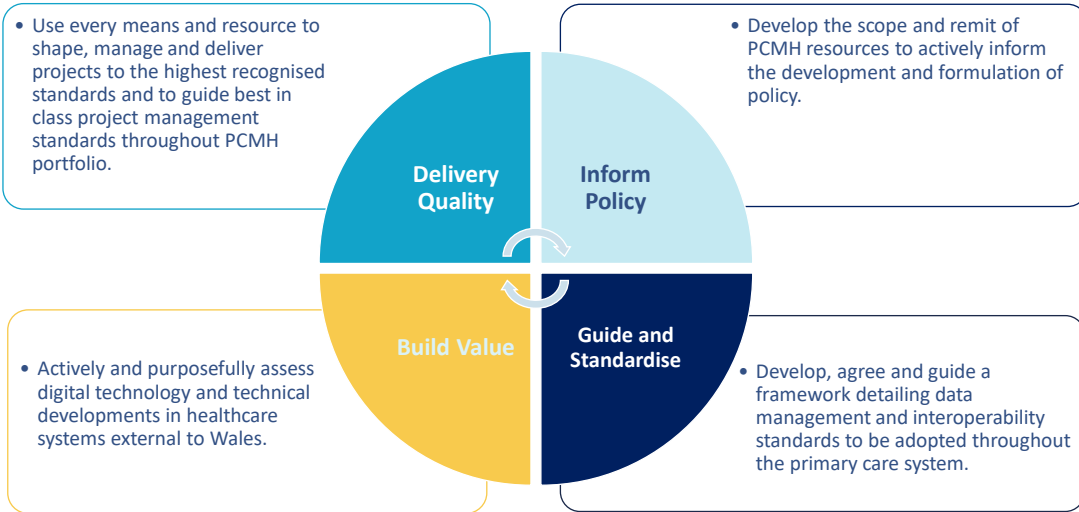 • Use every means and resource to
shape, manage and deliver
projects to the highest recognised
standards and to guide best in
class project management
standards throughout PCMH
portfolio.
• Develop the scope and remit of
PCMH resources to actively inform
the development and formulation of
policy.
Delivery
Quality
Inform
Policy
Build Value
Guide and
Standardise
• Actively and purposefully assess
digital technology and technical
developments in healthcare
systems external to Wales.
• Develop, agree and guide a
framework detailing data
management and interoperability
standards to be adopted throughout
the primary care system.